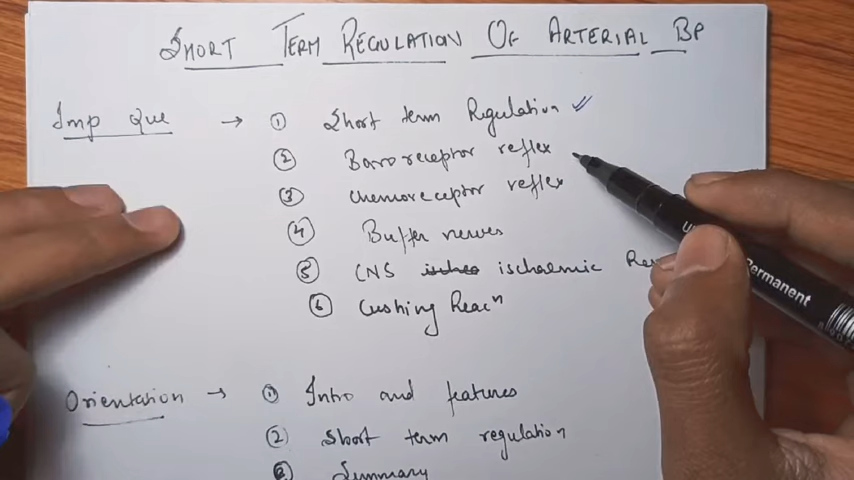 SHORT TERM REGULATION OF ARTERIAL BP
Imp Que → ① Short term Regulation ✓
② Baroreceptor reflex
③ chemoreceptor reflex
④ Buffer nerves
⑤ CNS ischaemic
⑥ Cushing Reacⁿ
Orientation → ① Intro and features
② Short term regulation
③ Summary
Permanent